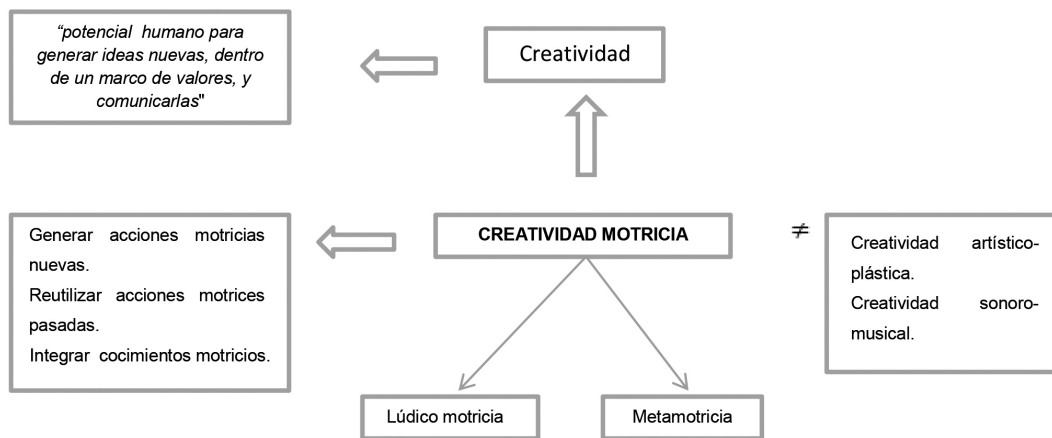 “potencial humano para
generar ideas nuevas, dentro
de un marco de valores, y
comunicarlas"
Creatividad
Generar acciones motricias
nuevas.
Reutilizar acciones motrices
pasadas.
Integrar cocimientos motricios.
CREATIVIDAD MOTRICIA
≠
Creatividad artístico-
plástica.
Creatividad sonoro-
musical.
Lúdico motricia
Metamotricia